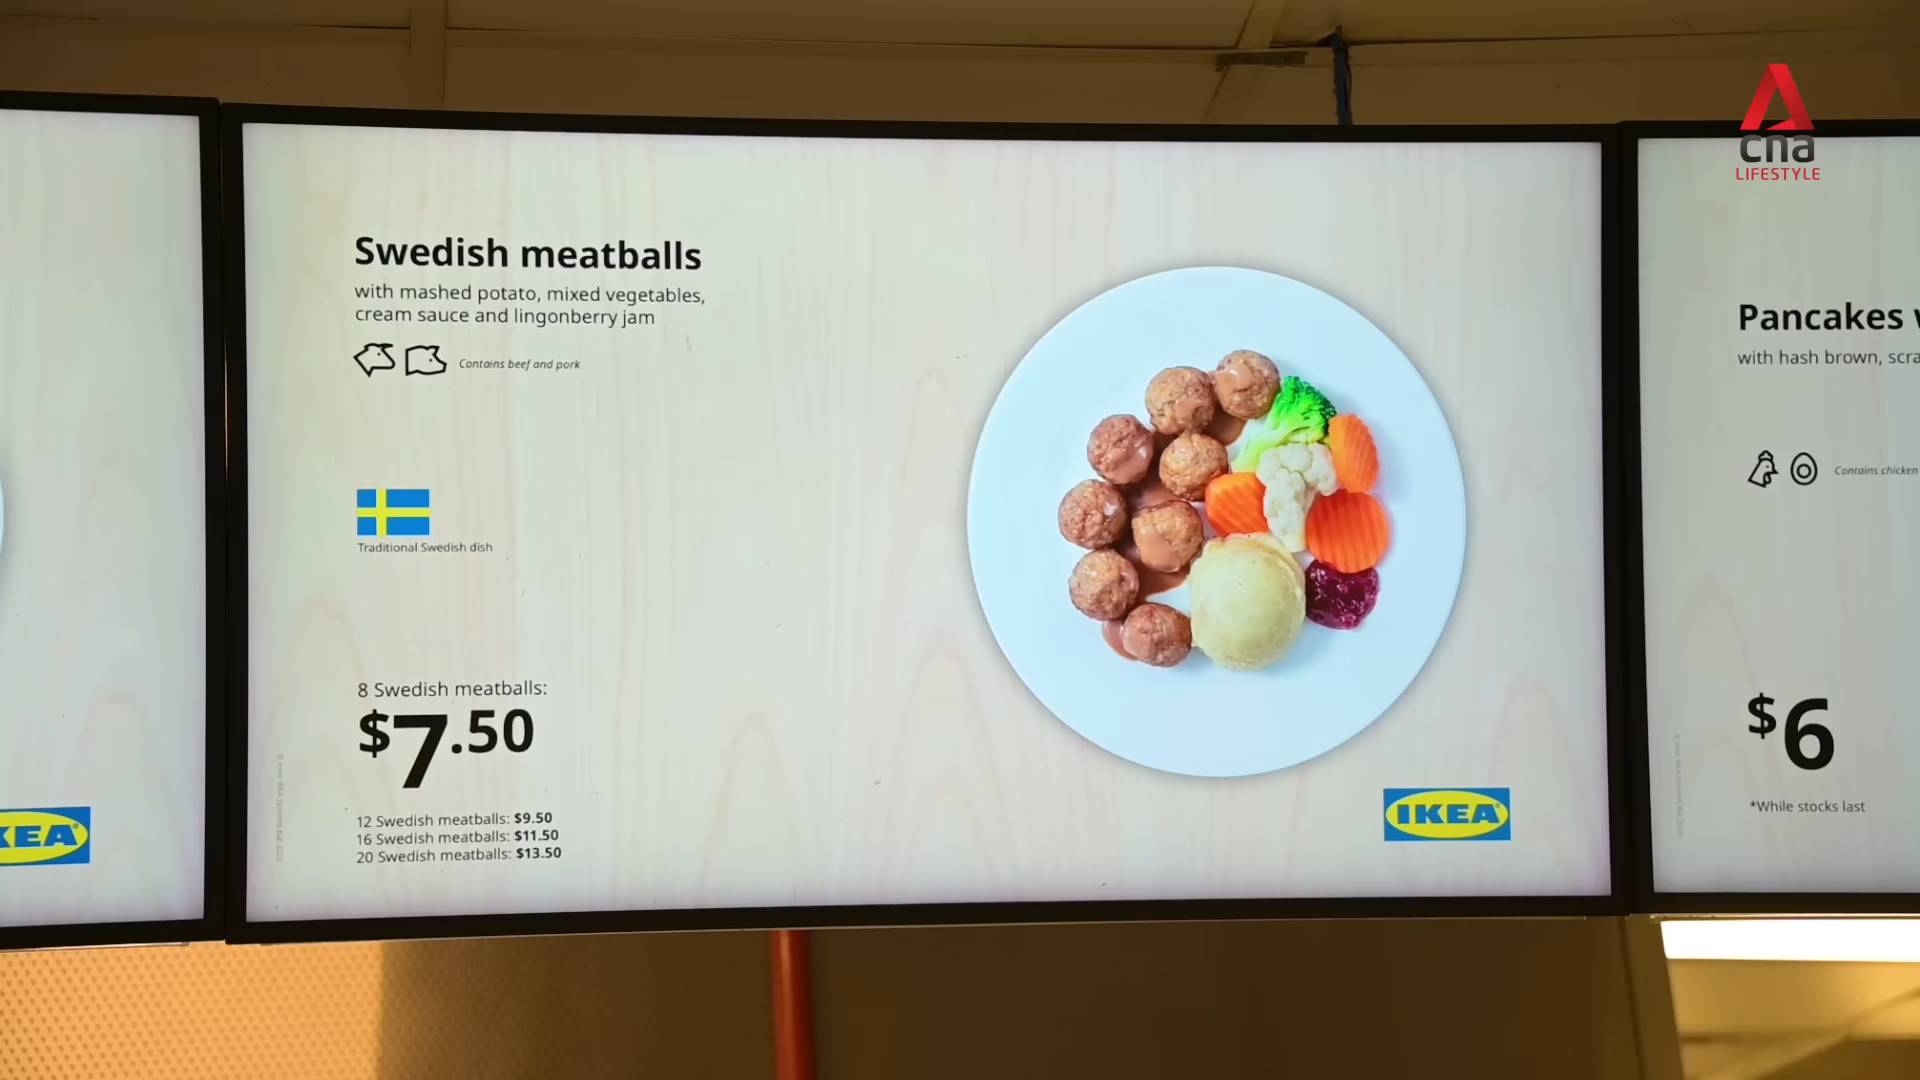 cna
LIFESTYLE
KEA
Swedish meatballs
with mashed potato, mixed vegetables,
cream sauce and lingonberry jam
Contains beef and pork
Traditional Swedish dish
8 Swedish meatballs:
$7.50
12 Swedish meatballs: $9.50
16 Swedish meatballs: $11.50
20 Swedish meatballs: $13.50
IKEA
Pancakes
with hash brown,
Contains chicken
$6
*While stocks last